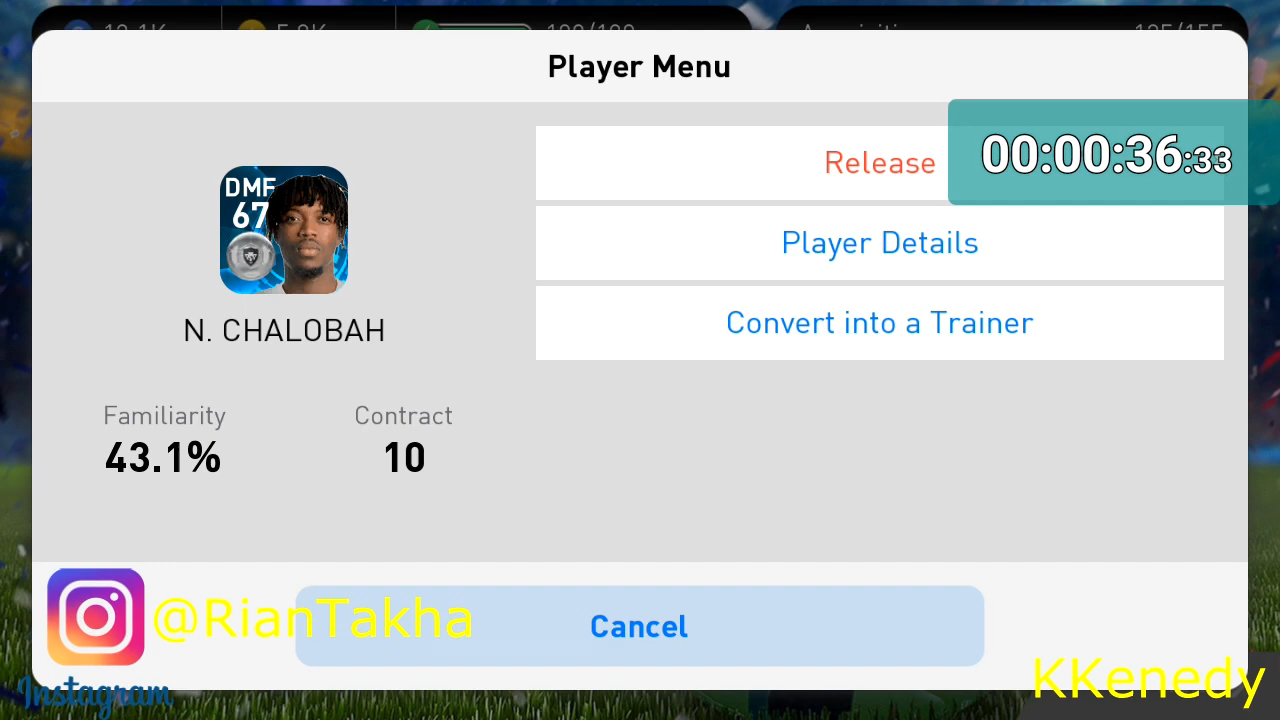 Player Menu
00:00:36:33
Release
DMF
67
Player Details
Convert into a Trainer
N. CHALOBAH
Familiarity
Contract
43.1%
10
@RianTakha
Cancel
KKenedy
Instagram